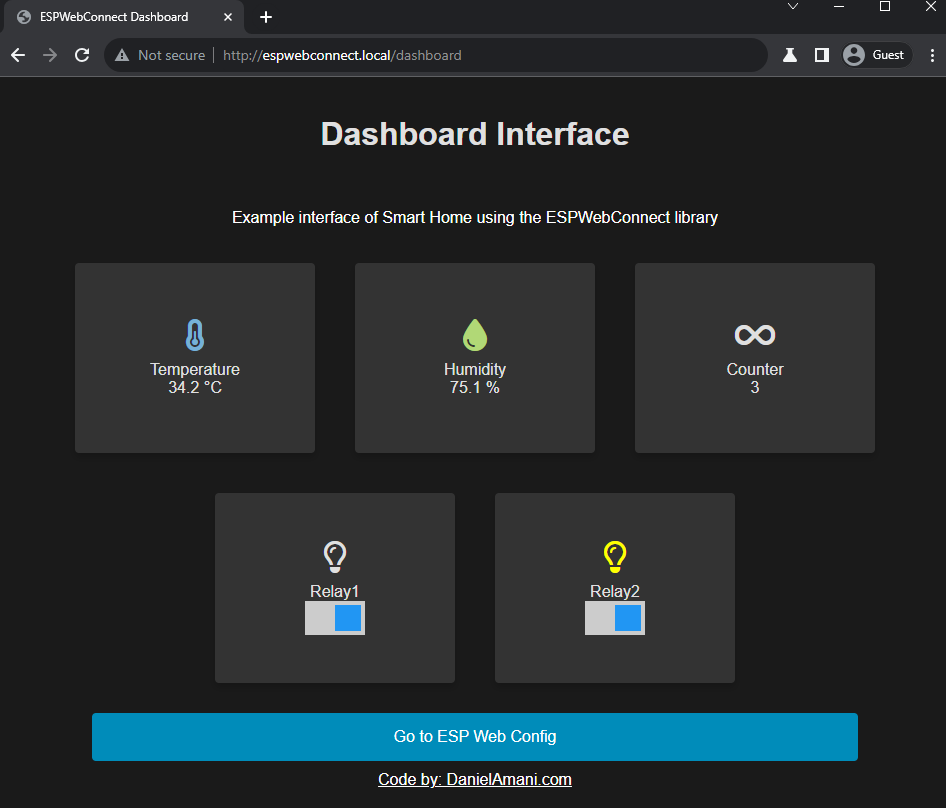 ESPWebConnect Dashboard
Not secure http://espwebconnect.local/dashboard Guest
Dashboard Interface
Example interface of Smart Home using the ESPWebConnect library
Temperature
34.2 °C
Humidity
75.1 %
Counter
3
Relay1
Relay2
Go to ESP Web Config
Code by: DanielAmani.com